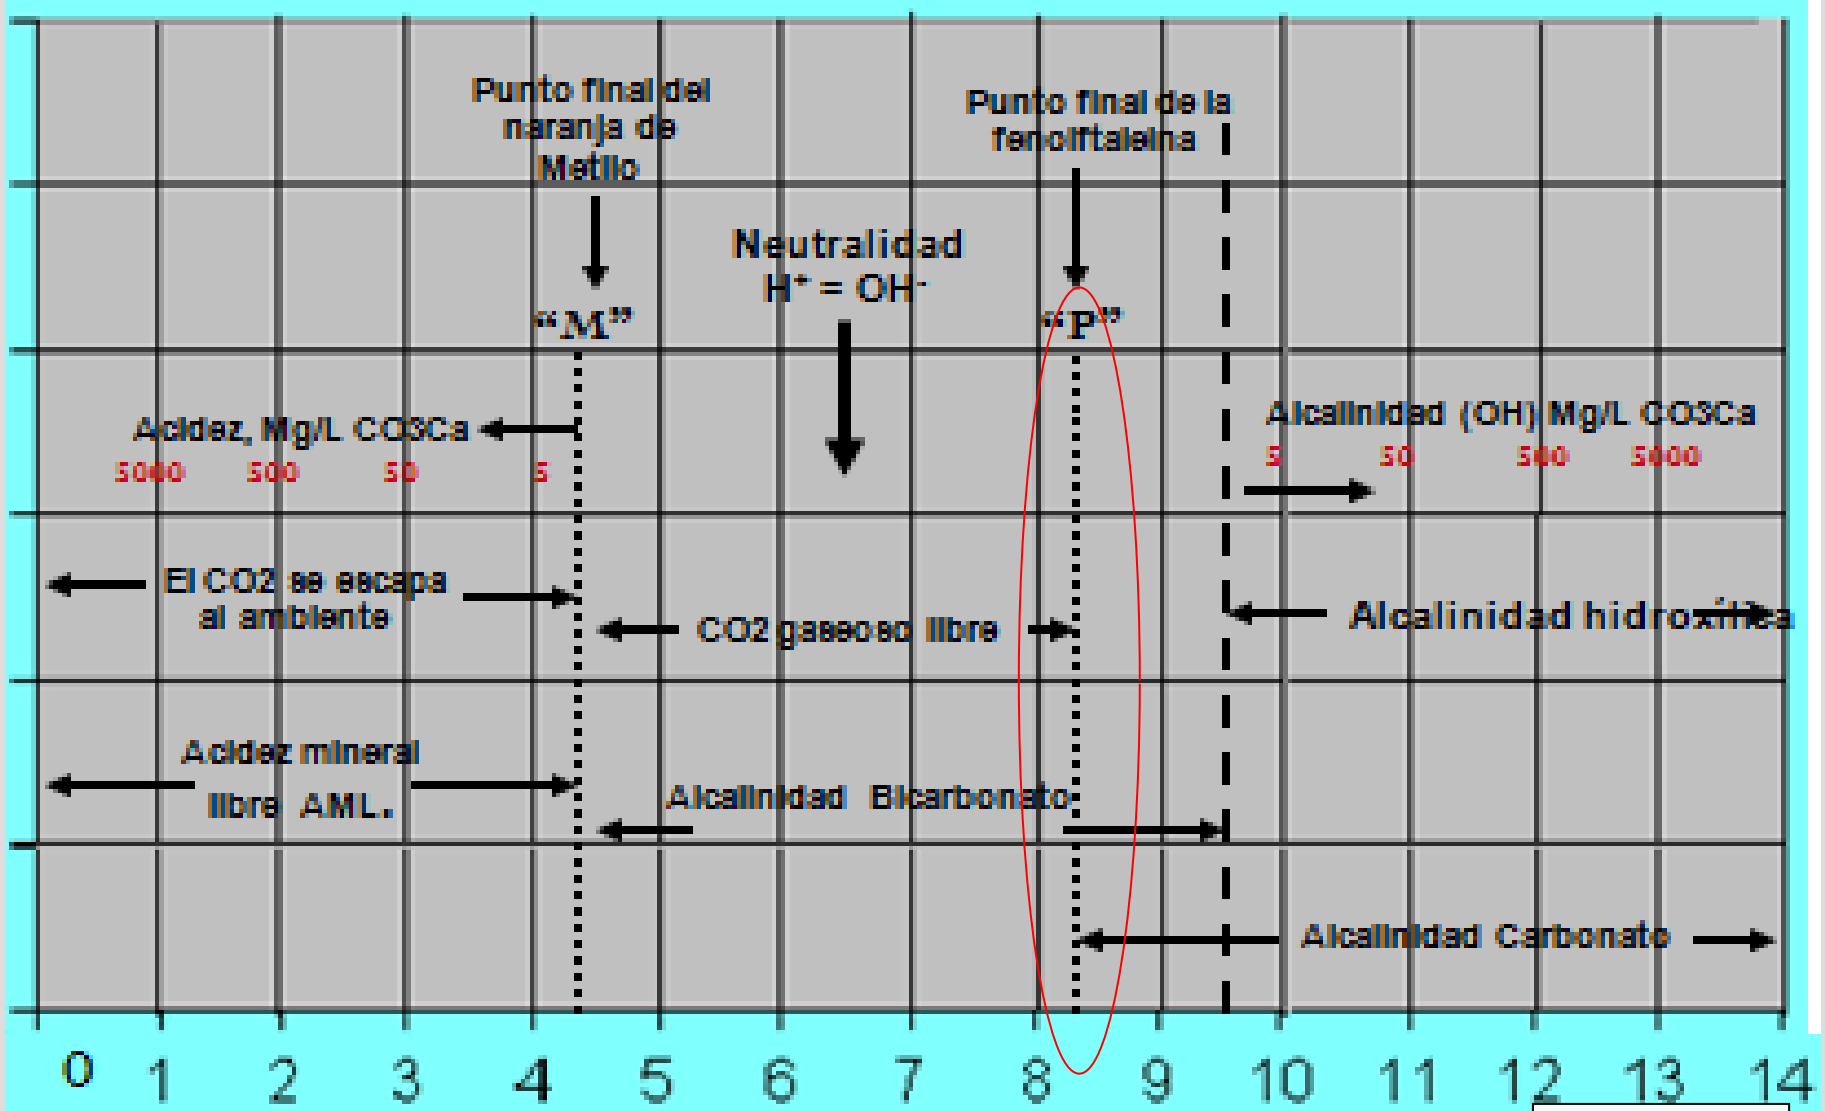 Punto final del
naranja de
Metilo
Punto final de la
fenolftaleina
Neutralidad
H+ = OH-
“M”
“P”
Acidez, Mg/L CO3Ca
5000 500 50 5
Alcalinidad (OH) Mg/L CO3Ca
5 50 500 5000
El CO2 se escapa
al ambiente
CO2 gaseoso libre
Alcalinidad hidroxílica
Acidez mineral
libre AML.
Alcalinidad Bicarbonato
Alcalinidad Carbonato
0 1 2 3 4 5 6 7 8 9 10 11 12 13 14